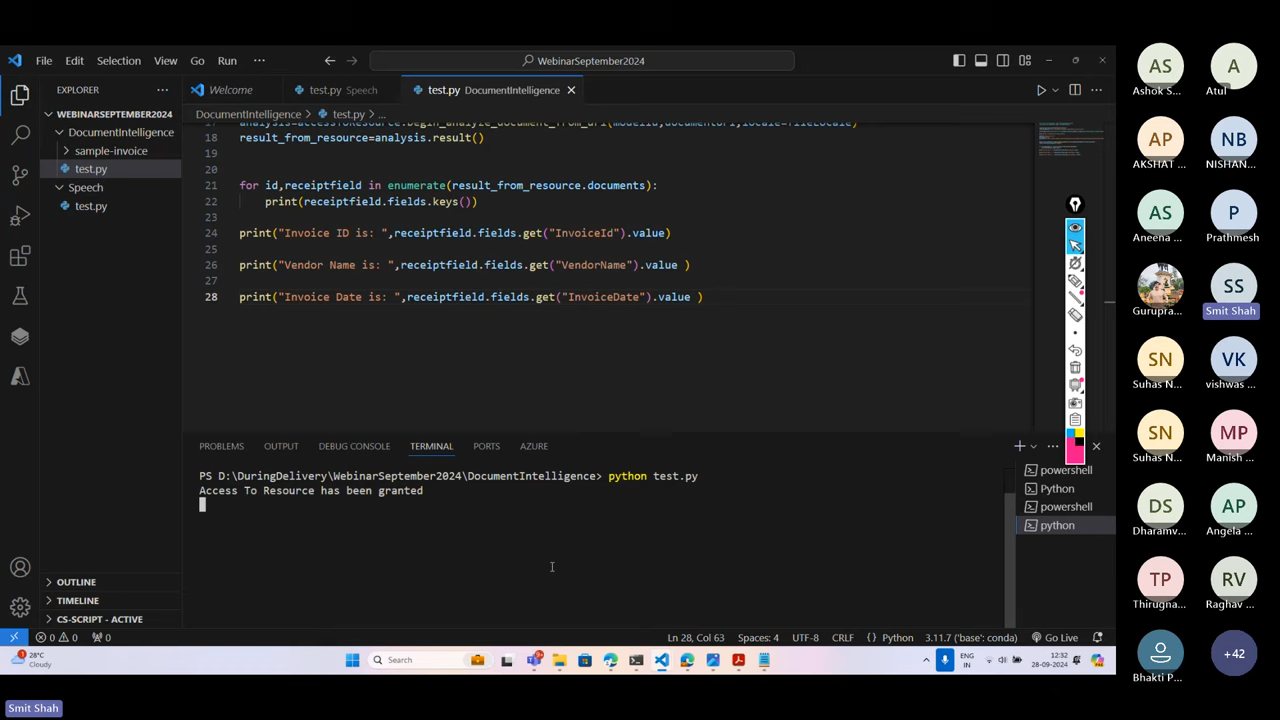 File Edit Selection View Go Run ···
WebinarSeptember2024
EXPLORER ···
WEBINARSEPTEMBER2024
DocumentIntelligence
sample-invoice
test.py
Speech
test.py
OUTLINE
TIMELINE
CS-SCRIPT - ACTIVE
Welcome
test.py Speech
test.py DocumentIntelligence
DocumentIntelligence > test.py > ...
18 result_from_resource=analysis.result()
19
20
21 for id,receiptfield in enumerate(result_from_resource.documents):
22 print(receiptfield.fields.keys())
23
24 print("Invoice ID is: ",receiptfield.fields.get("InvoiceId").value)
25
26 print("Vendor Name is: ",receiptfield.fields.get("VendorName").value )
27
28 print("Invoice Date is: ",receiptfield.fields.get("InvoiceDate").value )
PROBLEMS OUTPUT DEBUG CONSOLE TERMINAL PORTS AZURE
PS D:\DuringDelivery\WebinarSeptember2024\DocumentIntelligence> python test.py
Access To Resource has been granted
powershell
Python
powershell
python
0 0 0
Ln 28, Col 63 Spaces: 4 UTF-8 CRLF {} Python 3.11.7 ('base': conda) Go Live
28°C
Cloudy
Search
ENG
IN
12:32
28-09-2024
AS
Ashok S...
A
Atul
AP
AKSHAT ...
NB
NISHAN...
AS
Aneena ...
P
Prathmesh
Gurupra...
SS
Smit Shah
SN
Suhas N...
VK
vishwas ...
SN
Suhas N...
MP
Manish ...
DS
Dharamv...
AP
Angela ...
TP
Thirugna...
RV
Raghav ...
Bhakti P...
+42
Smit Shah